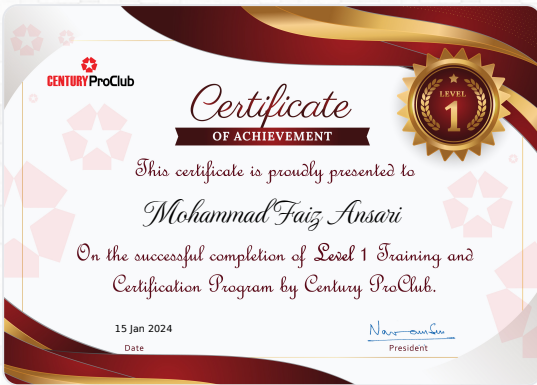 CENTURY ProClub
Certificate
OF ACHIEVEMENT
LEVEL
1
This certificate is proudly presented to
Mohammad Faiz Ansari
On the successful completion of Level 1 Training and
Certification Program by Century ProClub.
15 Jan 2024
Date
President